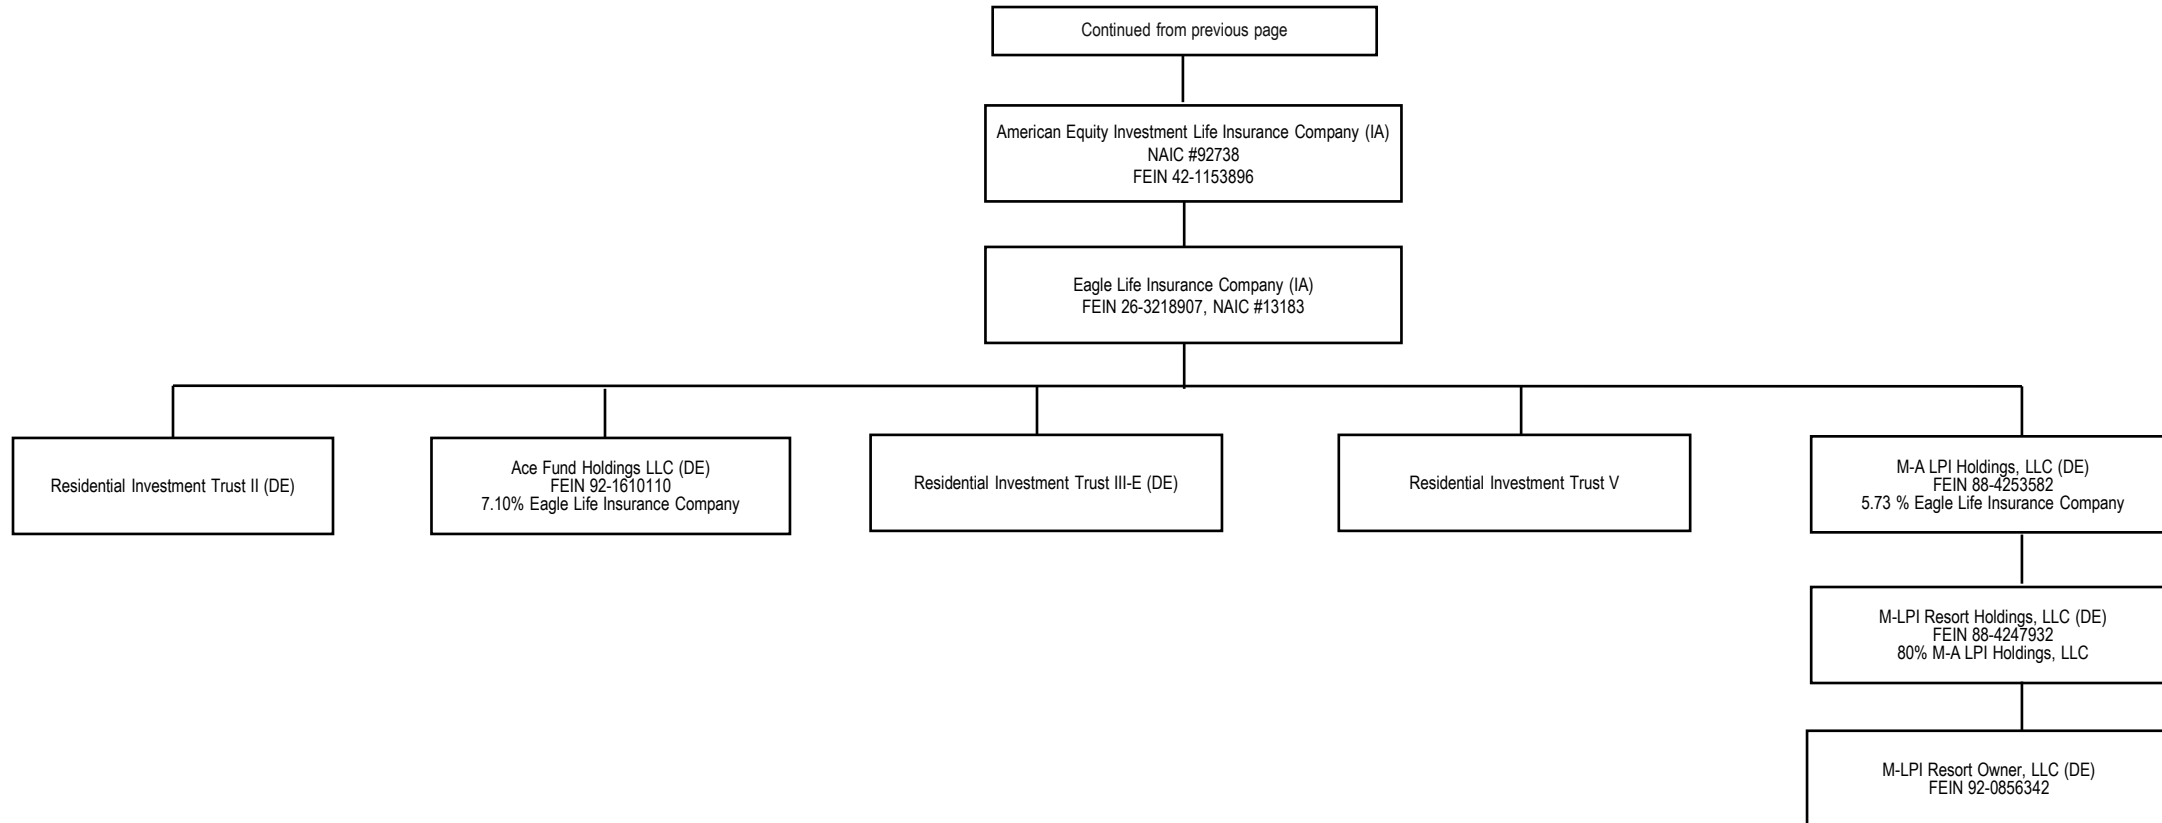 Continued from previous page
American Equity Investment Life Insurance Company (IA)
NAIC #92738
FEIN 42-1153896
Eagle Life Insurance Company (IA)
FEIN 26-3218907, NAIC #13183
Residential Investment Trust II (DE)
Ace Fund Holdings LLC (DE)
FEIN 92-1610110
7.10% Eagle Life Insurance Company
Residential Investment Trust III-E (DE)
Residential Investment Trust V
M-A LPI Holdings, LLC (DE)
FEIN 88-4253582
5.73 % Eagle Life Insurance Company
M-LPI Resort Holdings, LLC (DE)
FEIN 88-4247932
80% M-A LPI Holdings, LLC
M-LPI Resort Owner, LLC (DE)
FEIN 92-0856342